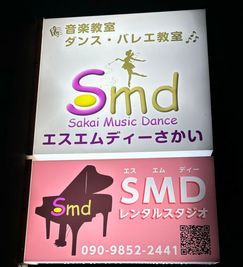 音楽教室
ダンス・バレエ教室
Smd
Sakai Music Dance
エスエムディーさかい
エス エム ディー
SMD
レンタルスタジオ
Smd
090-9852-2441